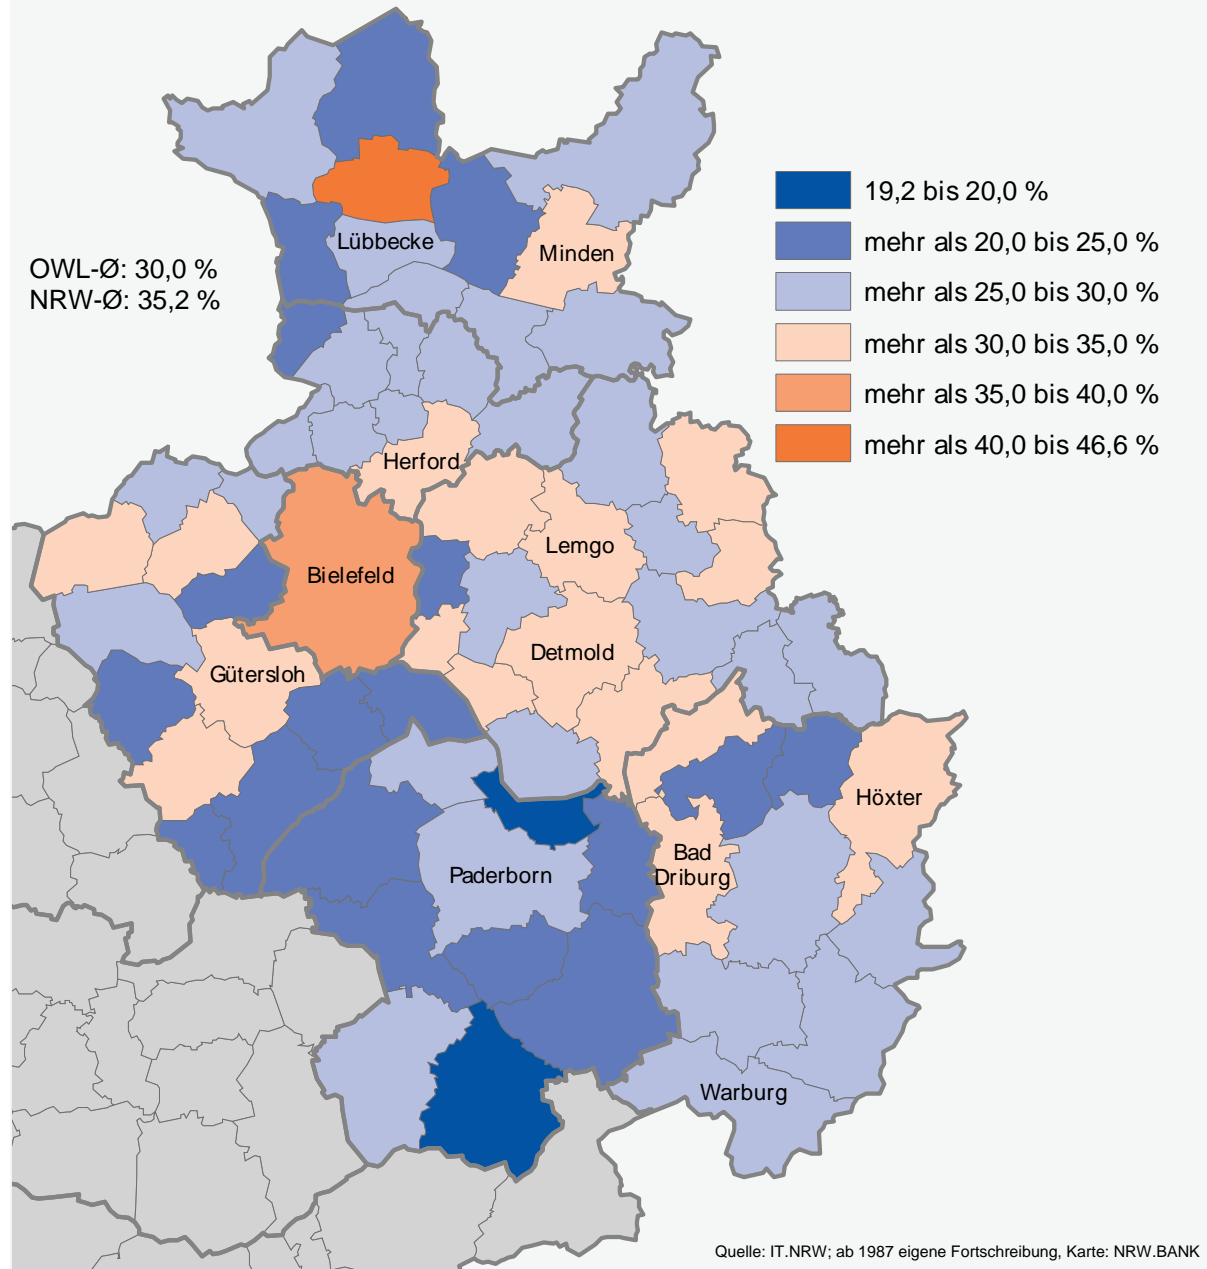 19,2 bis 20,0 %
mehr als 20,0 bis 25,0 %
mehr als 25,0 bis 30,0 %
mehr als 30,0 bis 35,0 %
mehr als 35,0 bis 40,0 %
mehr als 40,0 bis 46,6 %
OWL-Ø: 30,0 %
NRW-Ø: 35,2 %
Lübbecke
Minden
Herford
Lemgo
Bielefeld
Detmold
Gütersloh
Höxter
Bad
Driburg
Paderborn
Warburg
Quelle: IT.NRW; ab 1987 eigene Fortschreibung, Karte: NRW.BANK